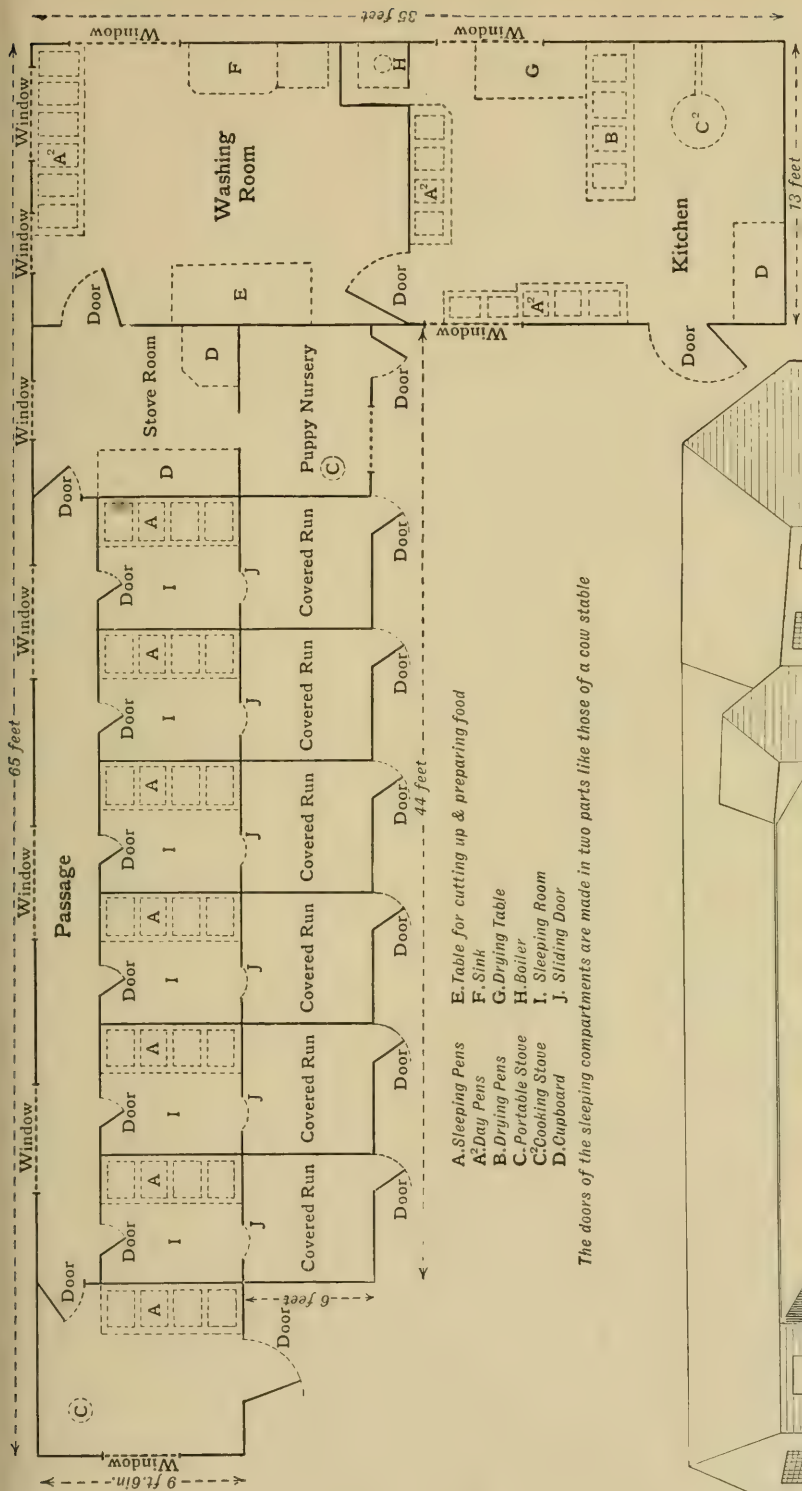 65 feet
Window
Window
Window
Window
Window
Window
Window
35 feet
9 ft. 6in.
Window
C
Door
Passage
Door
Door
A²
Washing
Room
F
H
Stove Room
D
D
E
Door
Door
Door
Door
Door
Door
A
A
A
A
A
A
A
I
I
I
I
I
I
J
J
J
J
J
J
6 feet
Covered Run
Covered Run
Covered Run
Covered Run
Covered Run
Covered Run
Puppy Nursery
C
Door
Door
Door
Door
Door
Door
Door
Door
Door
44 feet
Window
Window
A²
A²
G
B
C²
Kitchen
D
Door
13 feet
A. Sleeping Pens
A² Day Pens
B. Drying Pens
C. Portable Stove
C² Cooking Stove
D. Cupboard
E. Table for cutting up & preparing food
F. Sink
G. Drying Table
H. Boiler
I. Sleeping Room
J. Sliding Door
The doors of the sleeping compartments are made in two parts like those of a cow stable